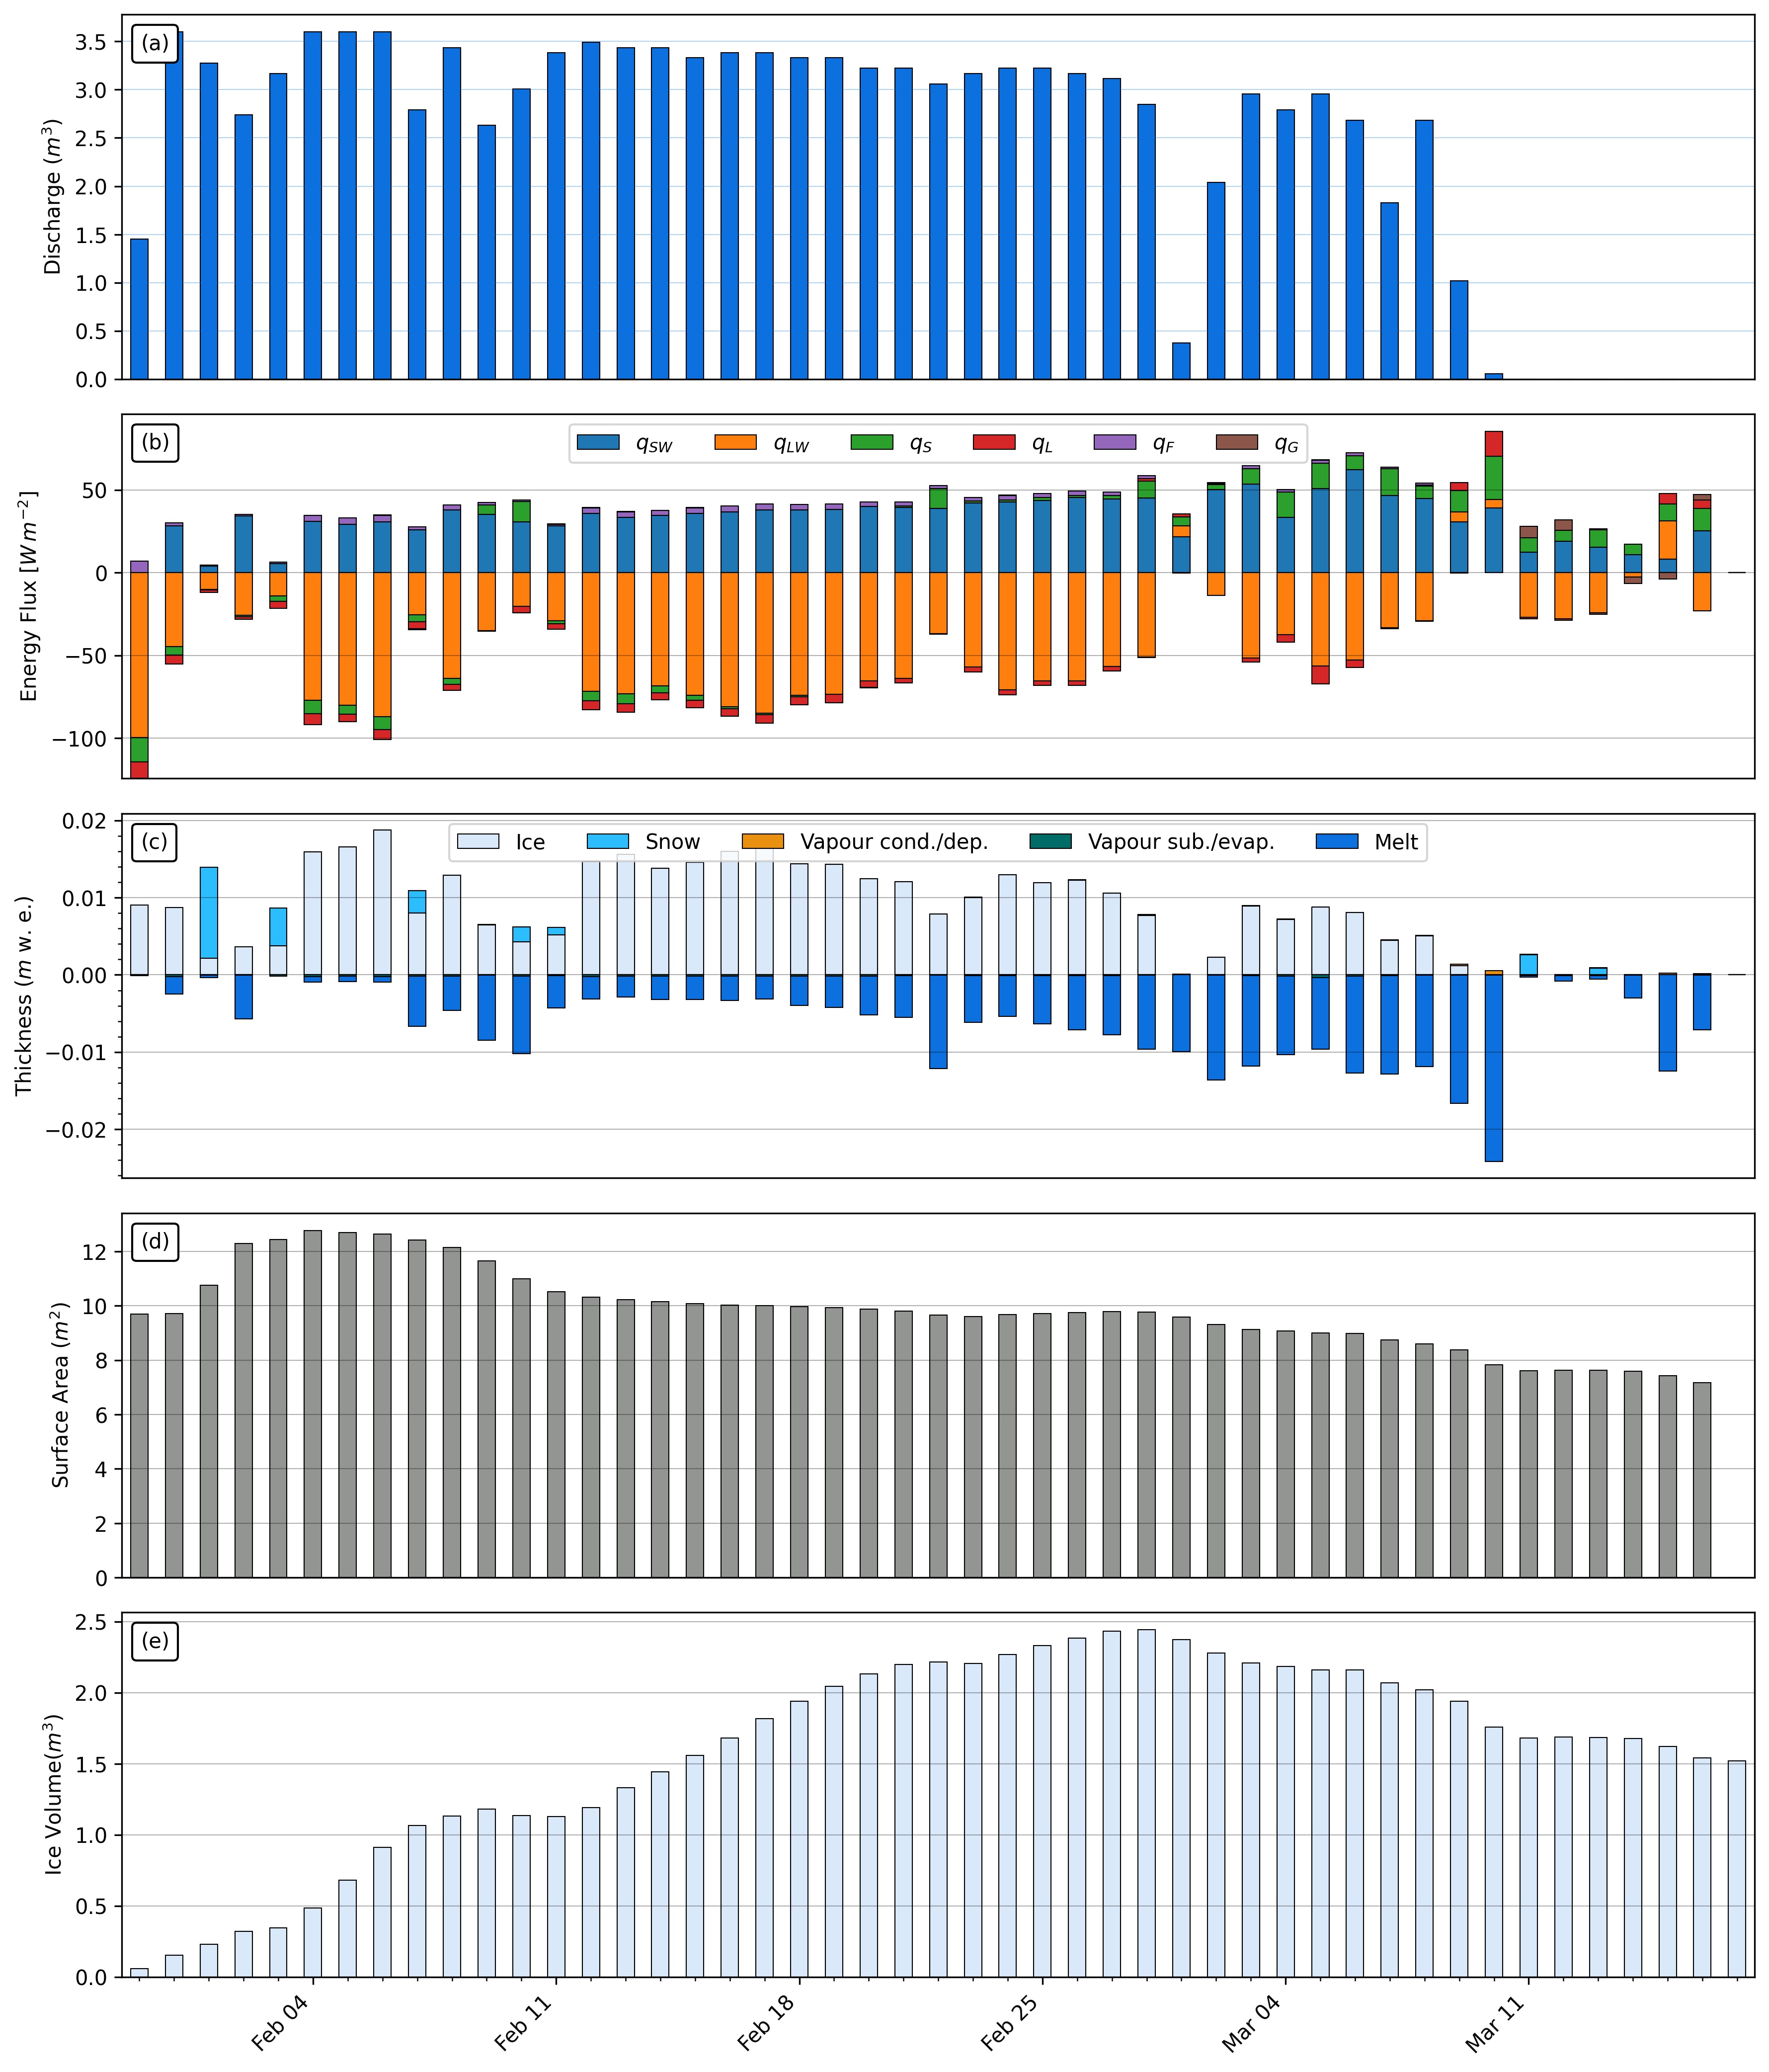 (a)
Discharge (m³)
3.5
3.0
2.5
2.0
1.5
1.0
0.5
0.0
(b)
q_SW q_LW q_S q_L q_F q_G
Energy Flux [W m⁻²]
50
0
−50
−100
(c)
Ice Snow Vapour cond./dep. Vapour sub./evap. Melt
Thickness (m w. e.)
0.02
0.01
0.00
−0.01
−0.02
(d)
Surface Area (m²)
12
10
8
6
4
2
0
(e)
Ice Volume(m³)
2.5
2.0
1.5
1.0
0.5
0.0
Feb 04 Feb 11 Feb 18 Feb 25 Mar 04 Mar 11